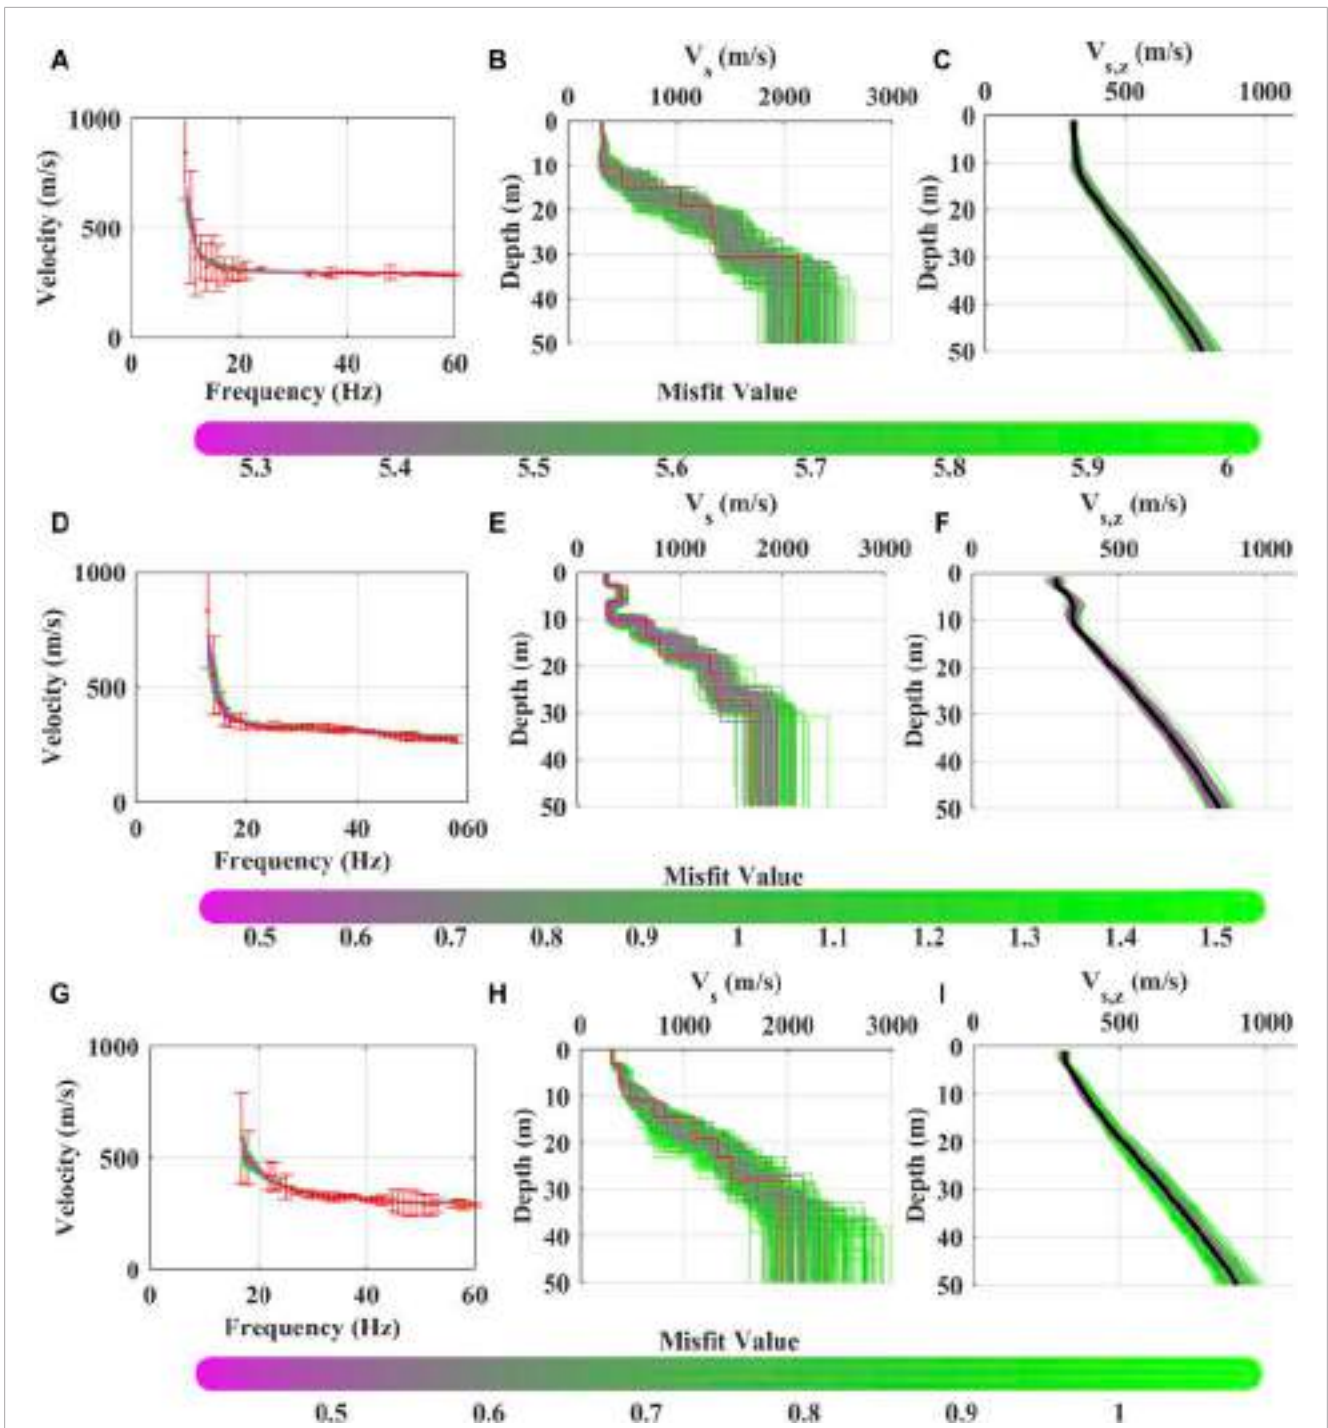 A
B
V_s (m/s)
0 1000 2000 3000
C
V_s,z (m/s)
0 500 1000
Velocity (m/s)
1000
500
0
0 20 40 60
Frequency (Hz)
Depth (m)
0
10
20
30
40
50
Depth (m)
0
10
20
30
40
50
Misfit Value
5.3 5.4 5.5 5.6 5.7 5.8 5.9 6
D
E
V_s (m/s)
0 1000 2000 3000
F
V_s,z (m/s)
0 500 1000
Velocity (m/s)
1000
500
0
0 20 40 060
Frequency (Hz)
Depth (m)
0
10
20
30
40
50
Depth (m)
0
10
20
30
40
50
Misfit Value
0.5 0.6 0.7 0.8 0.9 1 1.1 1.2 1.3 1.4 1.5
G
H
V_s (m/s)
0 1000 2000 3000
I
V_s,z (m/s)
0 500 1000
Velocity (m/s)
1000
500
0
0 20 40 60
Frequency (Hz)
Depth (m)
0
10
20
30
40
50
Depth (m)
0
10
20
30
40
50
Misfit Value
0.5 0.6 0.7 0.8 0.9 1